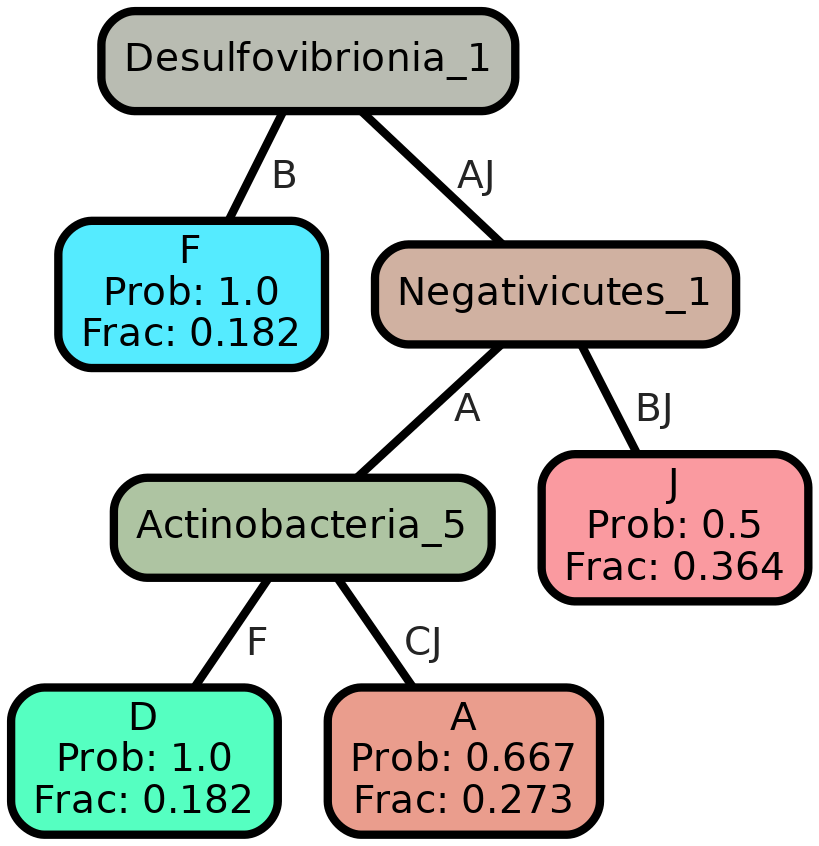 Desulfovibrionia_1
B
AJ
F
Prob: 1.0
Frac: 0.182
Negativicutes_1
A
BJ
Actinobacteria_5
J
Prob: 0.5
Frac: 0.364
F
CJ
D
Prob: 1.0
Frac: 0.182
A
Prob: 0.667
Frac: 0.273